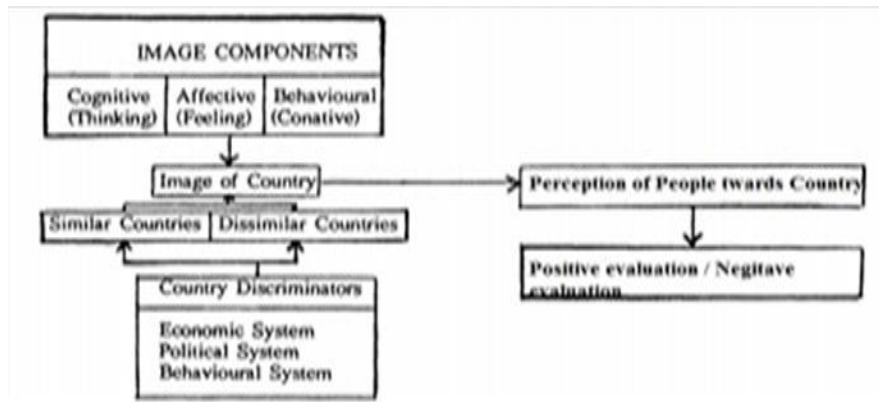 IMAGE COMPONENTS
Cognitive
(Thinking)
Affective
(Feeling)
Behavioural
(Conative)
Image of Country
Perception of People twards Country
Similar Countries
Dissimilar Countries
Positive evaluation / Negitave
evaluation
Country Discriminators
Economic System
Political System
Behavioural System